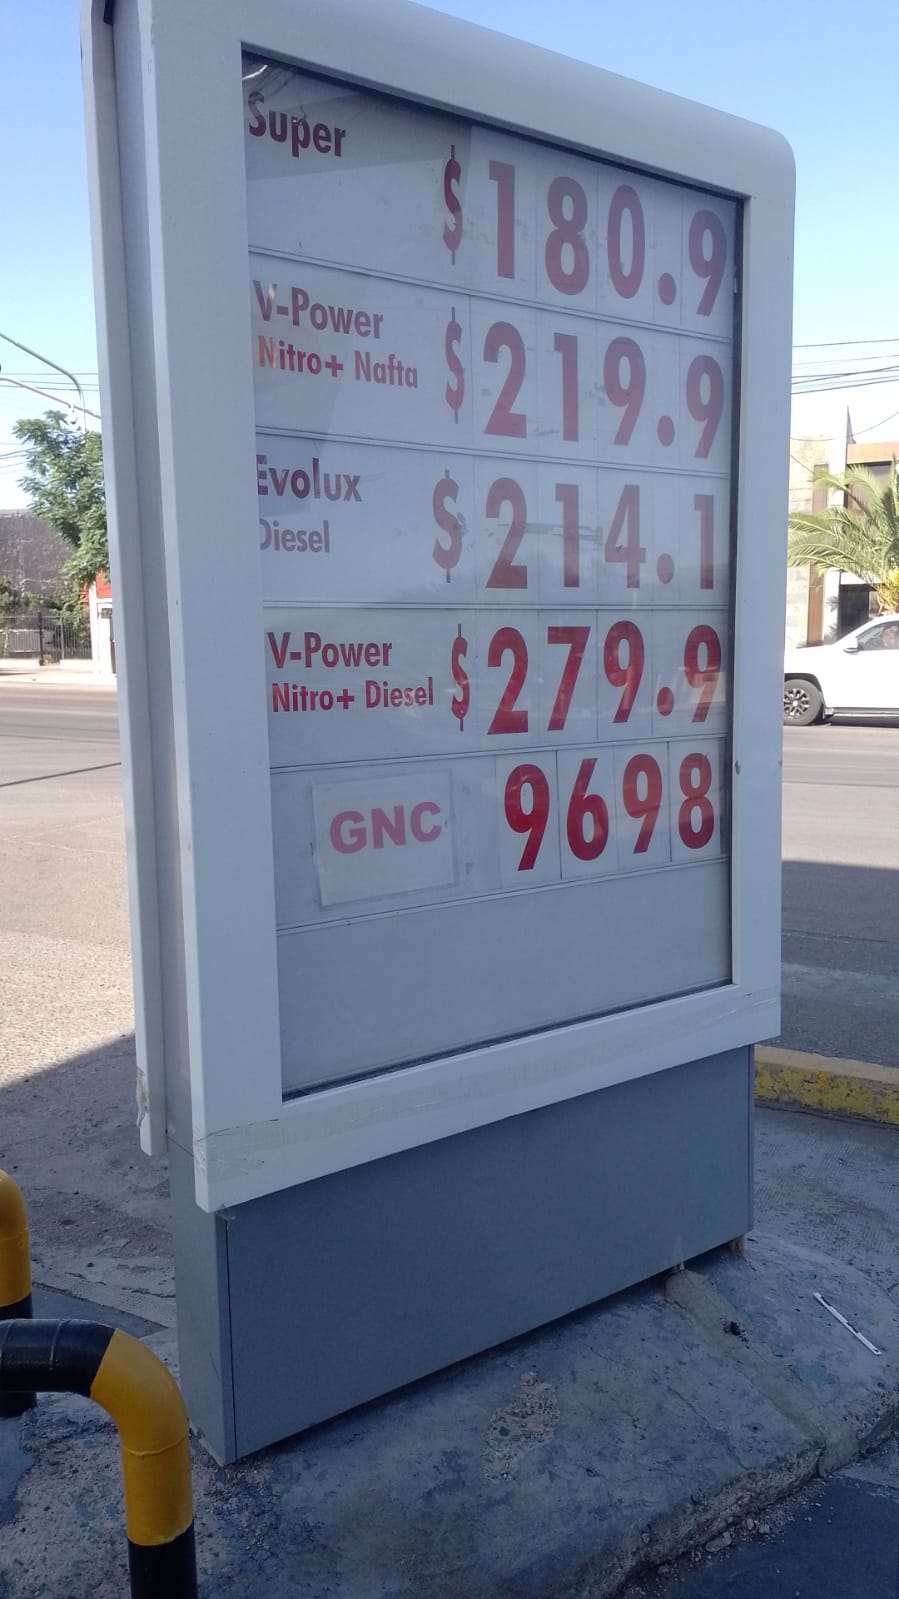 Super $180.9
V-Power
Nitro+ Nafta $219.9
Evolux
Diesel $214.1
V-Power
Nitro+ Diesel $279.9
GNC 9698